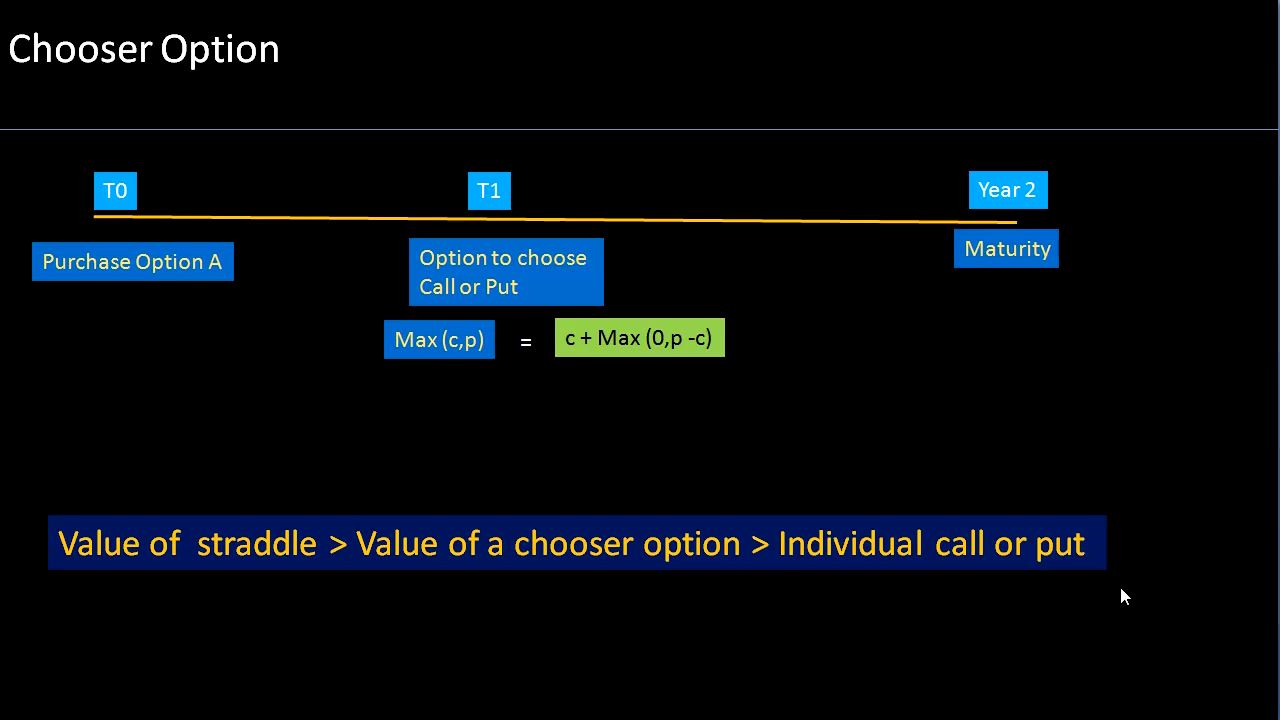 Chooser Option
T0
T1
Year 2
Purchase Option A
Option to choose
Call or Put
Maturity
Max (c,p)
=
c + Max (0,p -c)
Value of straddle > Value of a chooser option > Individual call or put